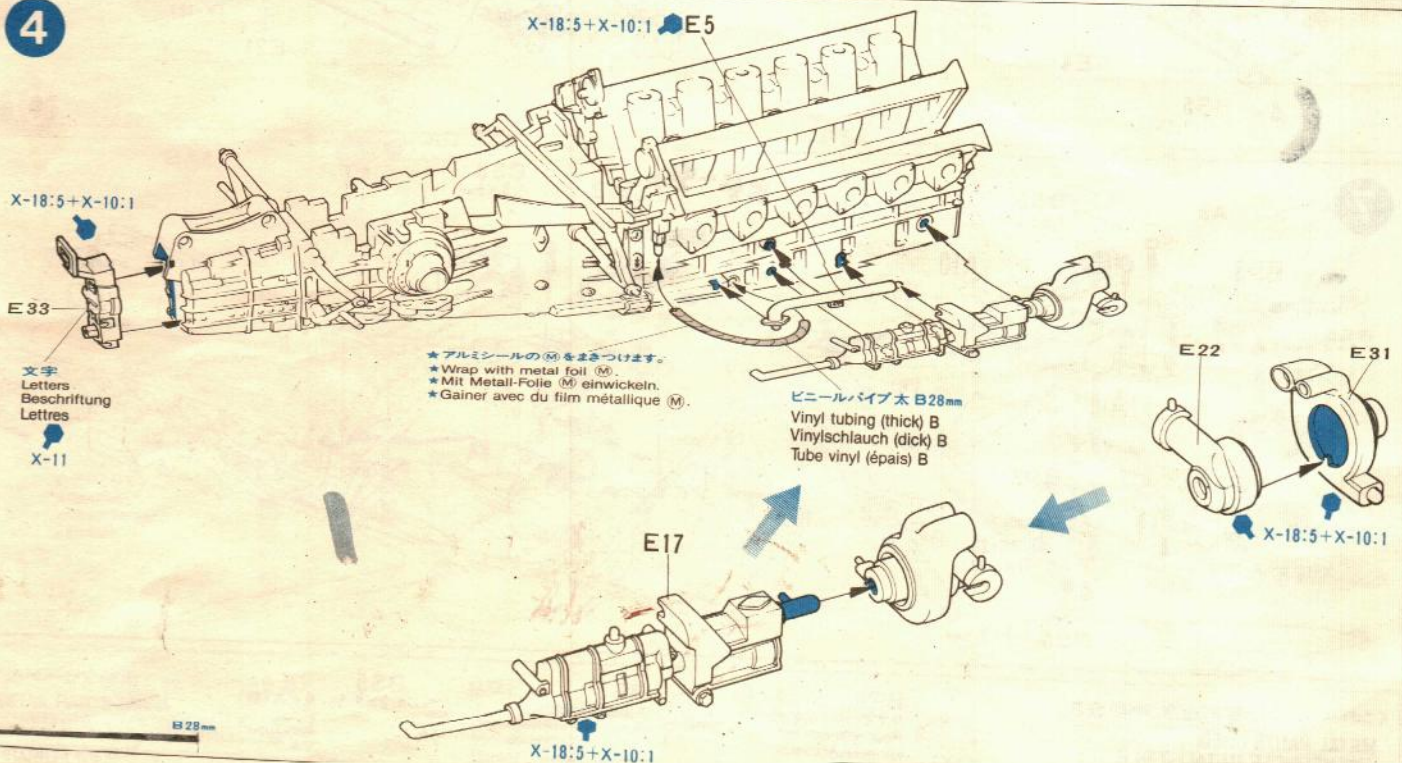 4
X-18:5+X-10:1
E5
X-18:5+X-10:1
E33
文字
Letters
Beschriftung
Lettres
X-11
★アルミシールのⓂをまきつけます。
★Wrap with metal foil Ⓜ.
★Mit Metall-Folie Ⓜ einwickeln.
★Gainer avec du film métallique Ⓜ.
ビニールパイプ太 B28mm
Vinyl tubing (thick) B
Vinylschlauch (dick) B
Tube vinyl (épais) B
E22
E31
X-18:5+X-10:1
E17
X-18:5+X-10:1
B28mm